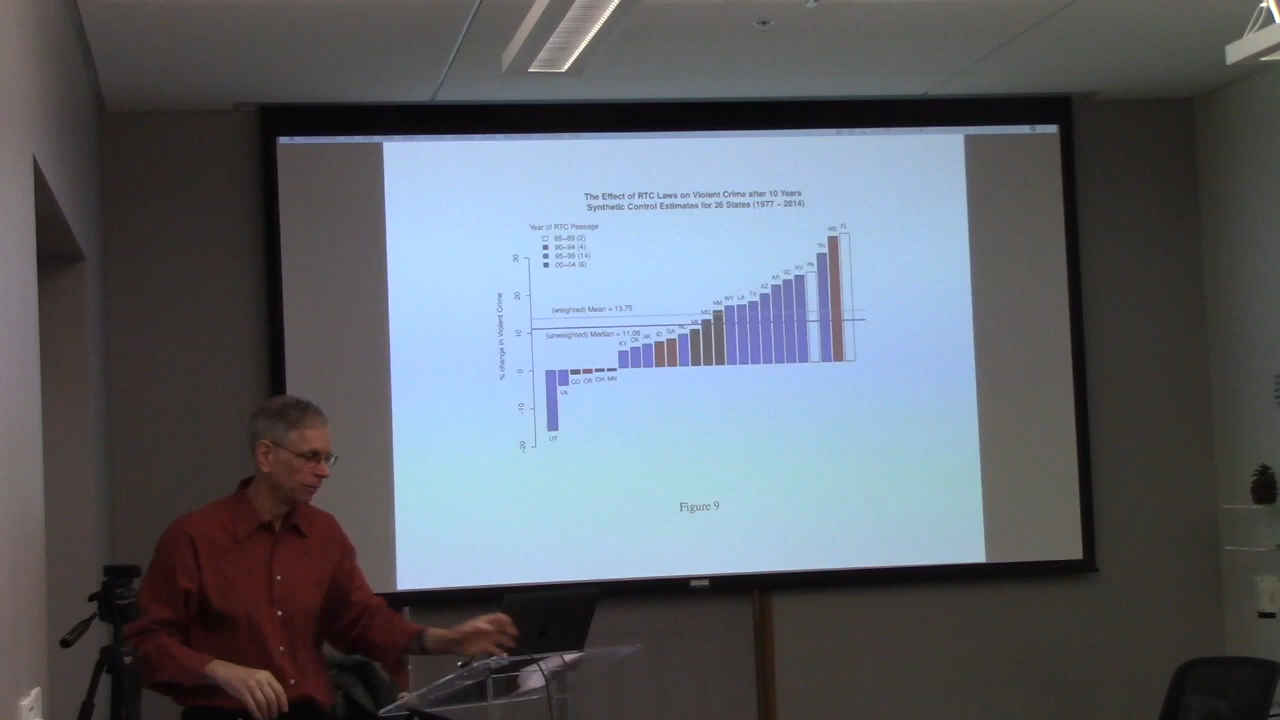 The Effect of RTC Laws on Violent Crime after 10 Years
Synthetic Control Estimates for 26 States (1977 – 2014)
Year of RTC Passage
85–89 (2)
90–94 (4)
95–99 (14)
00–04 (6)
% change in Violent Crime
30
20
10
0
−10
−20
(weighted) Mean = 13.75
(unweighted) Median = 11.08
UT
CO
OR
OH
MN
KY
OK
AK
ID
GA
NC
MI
MO
NM
WY
LA
TX
AZ
AR
SC
NV
PA
TN
MS
FL
Figure 9